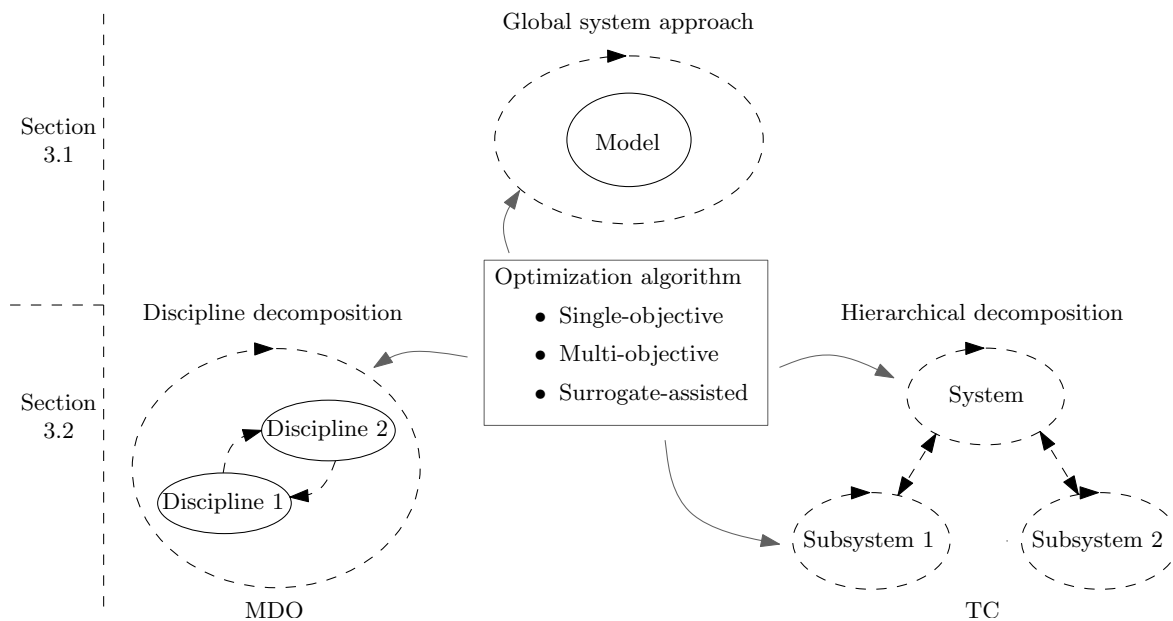 Global system approach
Section
3.1
Model
Optimization algorithm
• Single-objective
• Multi-objective
• Surrogate-assisted
Discipline decomposition
Hierarchical decomposition
Section
3.2
Discipline 2
Discipline 1
MDO
System
Subsystem 1
Subsystem 2
TC